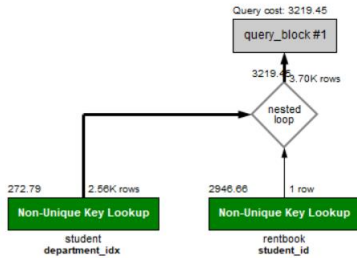 Query cost: 3219.45
query_block #1
3219.45
3.70K rows
nested
loop
272.79
2.56K rows
2946.66
1 row
Non-Unique Key Lookup
Non-Unique Key Lookup
student
department_idx
rentbook
student_id